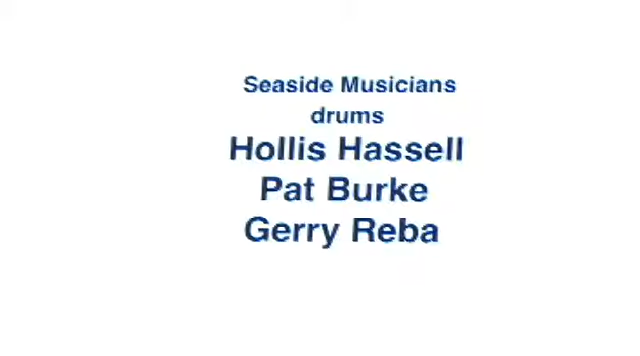 Seaside Musicians
drums
Hollis Hassell
Pat Burke
Gerry Reba